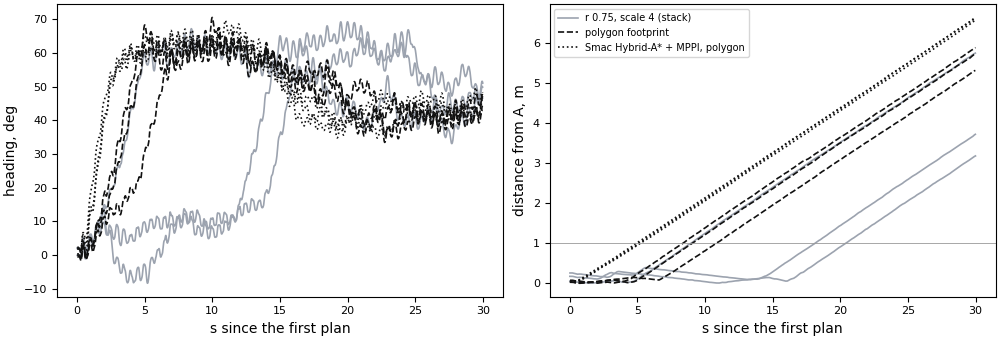 heading, deg
70
60
50
40
30
20
10
0
−10
0 5 10 15 20 25 30
s since the first plan
distance from A, m
6
5
4
3
2
1
0
0 5 10 15 20 25 30
s since the first plan
r 0.75, scale 4 (stack)
polygon footprint
Smac Hybrid-A* + MPPI, polygon